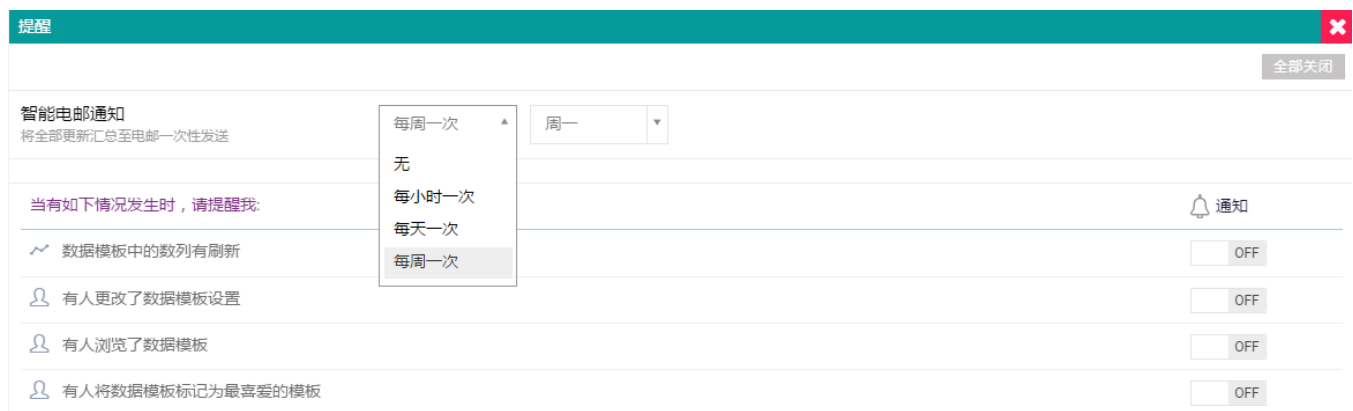 提醒
全部关闭
智能电邮通知
将全部更新汇总至电邮一次性发送
每周一次
周一
无
每小时一次
每天一次
每周一次
当有如下情况发生时，请提醒我:
通知
数据模板中的数列有刷新
OFF
有人更改了数据模板设置
OFF
有人浏览了数据模板
OFF
有人将数据模板标记为最喜爱的模板
OFF